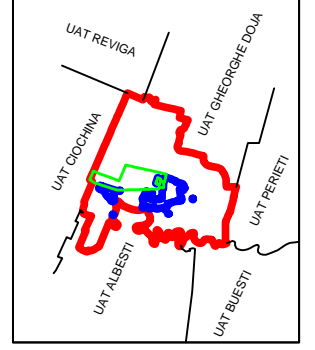 UAT REVIGA
UAT GHEORGHE DOJA
UAT CIOCHINA
UAT PERIETI
UAT ALBESTI
UAT BUESTI